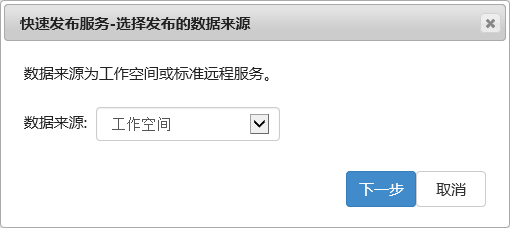 快速发布服务-选择发布的数据来源
数据来源为工作空间或标准远程服务。
数据来源: 工作空间
下一步 取消